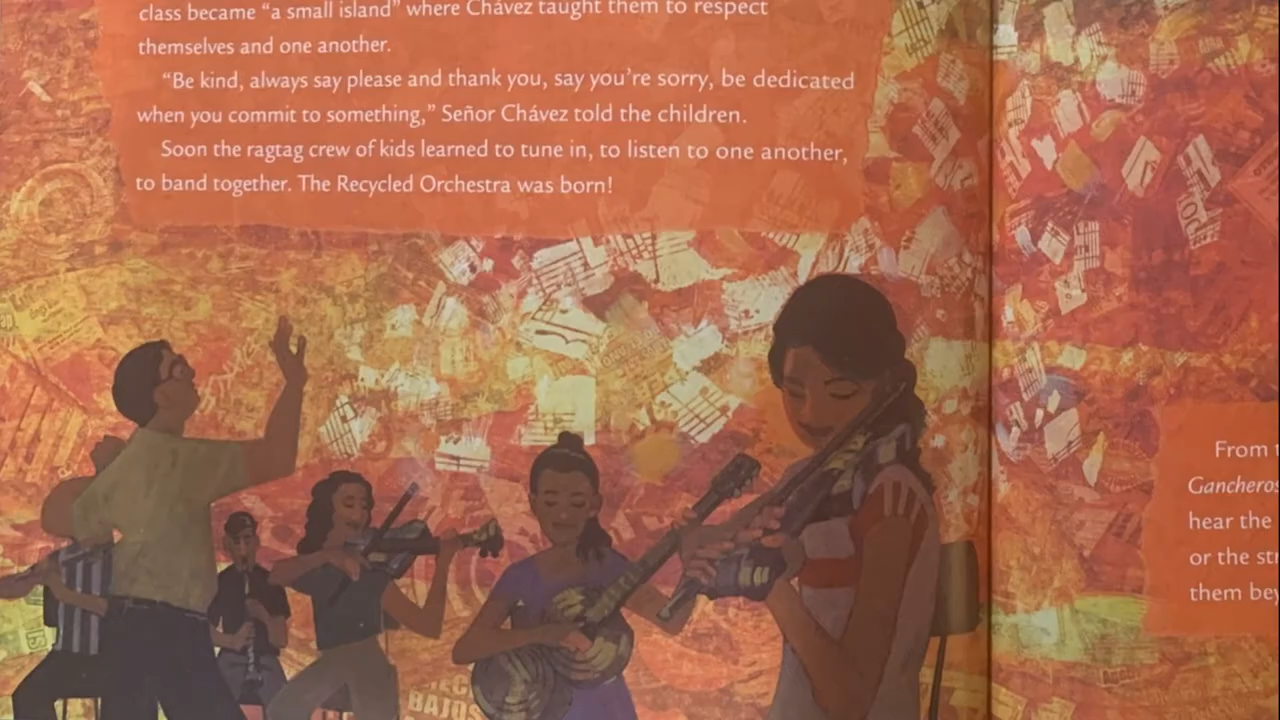 class became “a small island” where Chávez taught them to respect
themselves and one another.
“Be kind, always say please and thank you, say you’re sorry, be dedicated
when you commit to something,” Señor Chávez told the children.
Soon the ragtag crew of kids learned to tune in, to listen to one another,
to band together. The Recycled Orchestra was born!
From
Gancheros
hear the
or the
them
BAJOS